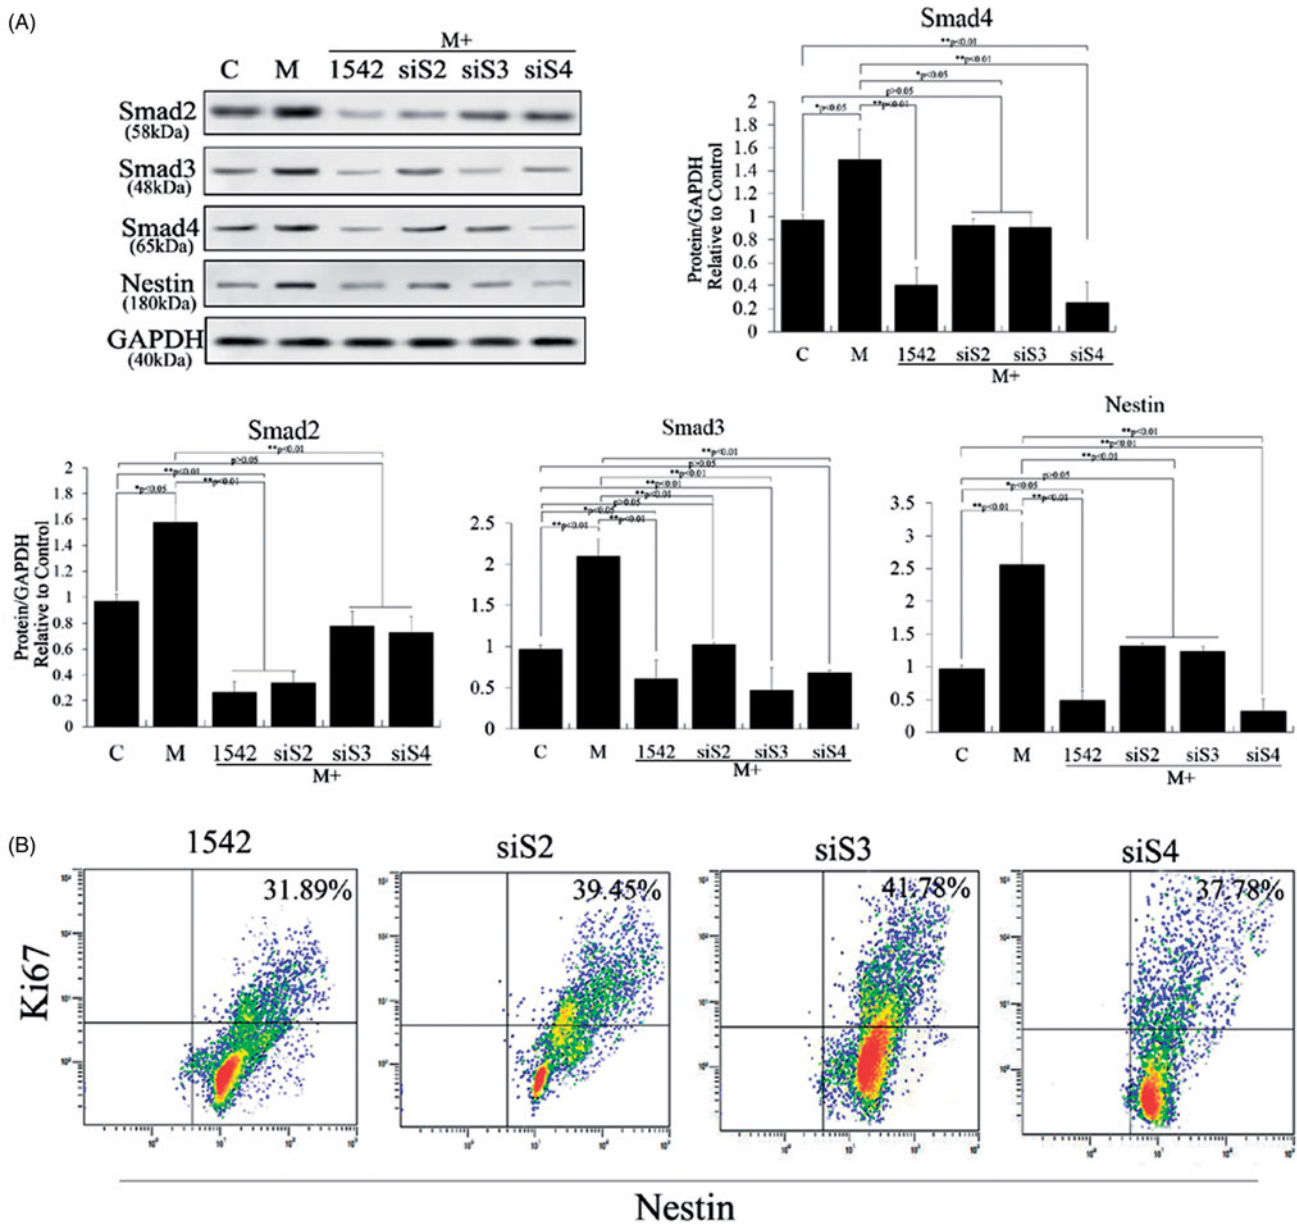 (A)
M+
C M 1542 siS2 siS3 siS4
Smad2
(58kDa)
Smad3
(48kDa)
Smad4
(65kDa)
Nestin
(180kDa)
GAPDH
(40kDa)
Smad4
**p<0.01
**p<0.01
*p<0.05
p>0.05
*p<0.05 **p<0.01
Protein/GAPDH
Relative to Control
2
1.8
1.6
1.4
1.2
1
0.8
0.6
0.4
0.2
0
C M 1542 siS2 siS3 siS4
M+
Smad2
**p<0.01
p>0.05
**p<0.01
*p<0.05 **p<0.01
Protein/GAPDH
Relative to Control
2
1.8
1.6
1.4
1.2
1
0.8
0.6
0.4
0.2
0
C M 1542 siS2 siS3 siS4
M+
Smad3
**p<0.01
p>0.05
**p<0.01
**p<0.01
**p<0.01
p>0.05
*p<0.05
**p<0.01 **p<0.01
2.5
2
1.5
1
0.5
0
C M 1542 siS2 siS3 siS4
M+
Nestin
**p<0.01
**p<0.01
**p<0.01
p>0.05
*p<0.05
**p<0.01 **p<0.01
3.5
3
2.5
2
1.5
1
0.5
0
C M 1542 siS2 siS3 siS4
M+
(B)
1542 siS2 siS3 siS4
31.89% 39.45% 41.78% 37.78%
Ki67
Nestin